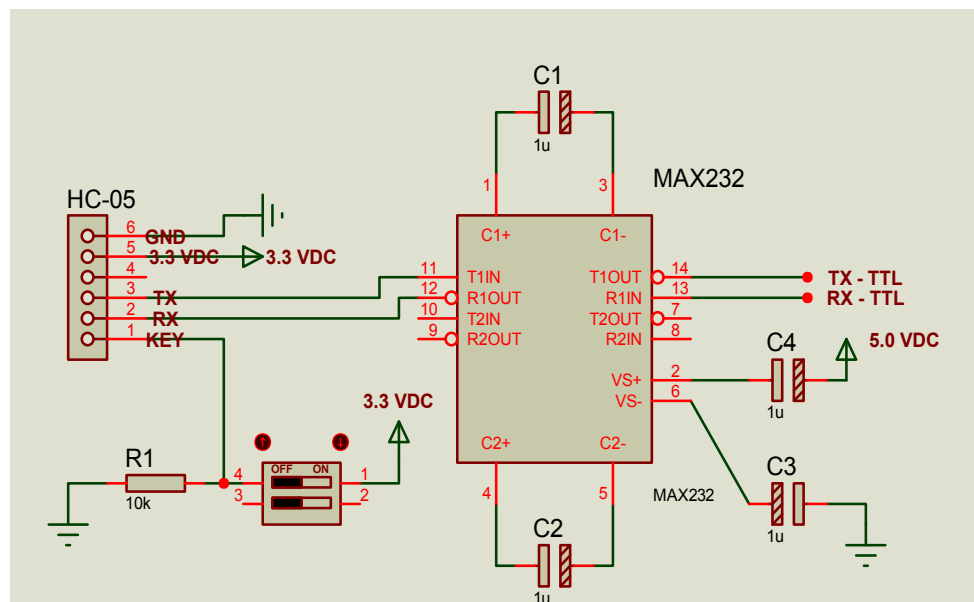 C1
1u
HC-05
MAX232
1
3
C1+
C1-
6
GND
5
3.3 VDC
3.3 VDC
4
3
TX
2
RX
1
KEY
11
T1IN
T1OUT
14
TX - TTL
12
R1OUT
R1IN
13
RX - TTL
10
T2IN
T2OUT
7
9
R2OUT
R2IN
8
C4
5.0 VDC
1u
VS+
2
VS-
6
3.3 VDC
C2+
C2-
4
5
MAX232
R1
10k
OFF
ON
4
1
3
2
C3
1u
C2
1u